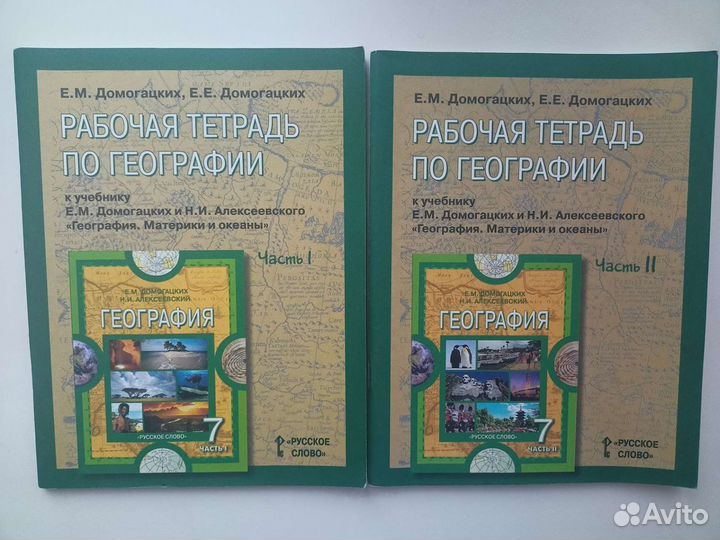 Е.М. Домогацких, Е.Е. Домогацких
РАБОЧАЯ ТЕТРАДЬ
ПО ГЕОГРАФИИ
к учебнику
Е.М. Домогацких и Н.И. Алексеевского
«География. Материки и океаны»
Часть I
Е.М. ДОМОГАЦКИХ
Н.И. АЛЕКСЕЕВСКИЙ
ГЕОГРАФИЯ
«РУССКОЕ СЛОВО»
7
ЧАСТЬ I
«РУССКОЕ
СЛОВО»
Е.М. Домогацких, Е.Е. Домогацких
РАБОЧАЯ ТЕТРАДЬ
ПО ГЕОГРАФИИ
к учебнику
Е.М. Домогацких и Н.И. Алексеевского
«География. Материки и океаны»
Часть II
Е.М. ДОМОГАЦКИХ
Н.И. АЛЕКСЕЕВСКИЙ
ГЕОГРАФИЯ
«РУССКОЕ СЛОВО»
7
ЧАСТЬ II
«РУССКОЕ
СЛОВО»
Avito